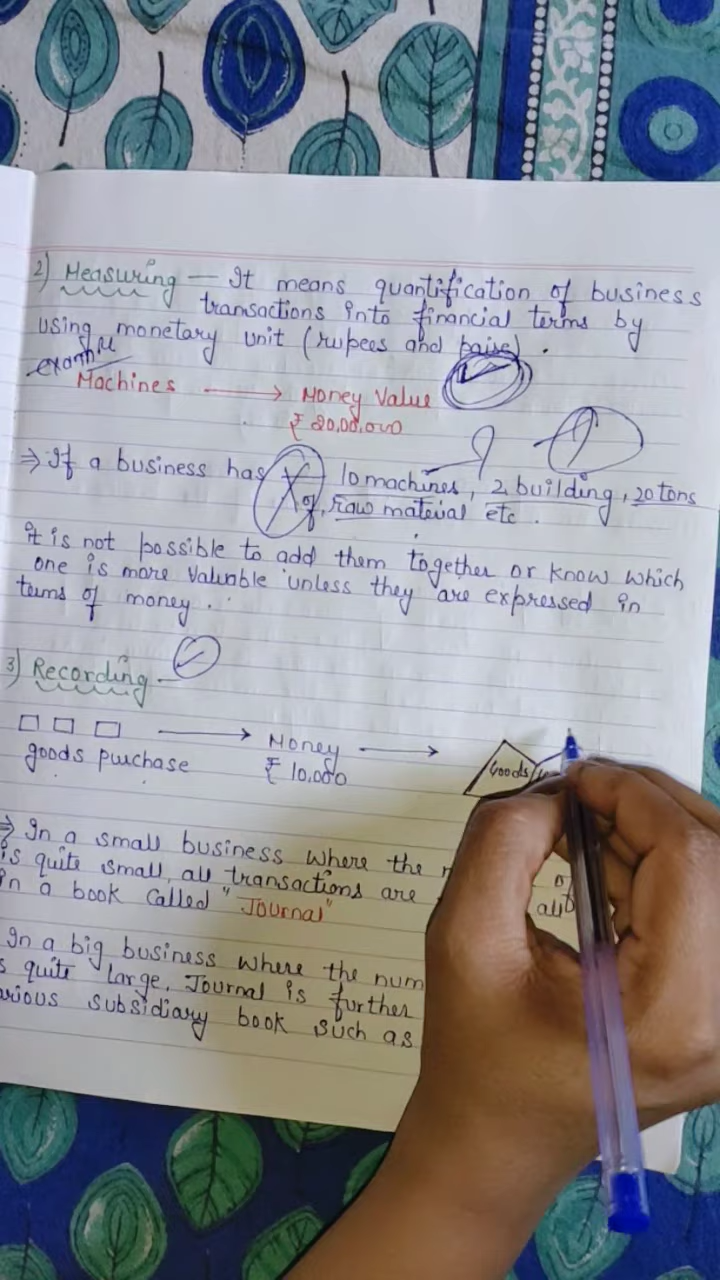 2) Measuring — It means quantification of business
transactions into financial terms by
using monetary unit (rupees and paise).
example
Machines → Money Value
₹ 20,00,000
⇒ If a business has 10 machines, 2 building, 20 tons
of raw material etc.
it is not possible to add them together or know which
one is more valuable unless they are expressed in
terms of money.
3) Recording -
□ □ □ → Money →
goods purchase ₹ 10,000
Goods
⇒ In a small business where the
is quite small, all transactions are
in a book called "Journal"
In a big business where the num
s quite large, Journal is further
arious subsidiary book such as